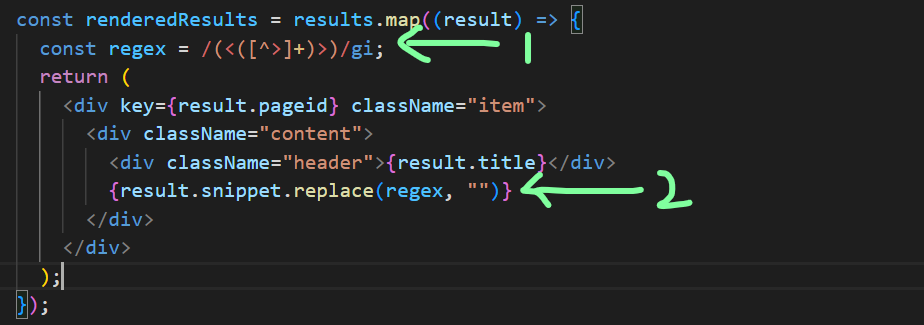 const renderedResults = results.map((result) => {
const regex = /(<([^>]+)>)/gi; 1
return (
<div key={result.pageid} className="item">
<div className="content">
<div className="header">{result.title}</div>
{result.snippet.replace(regex, "")} 2
</div>
</div>
);
});